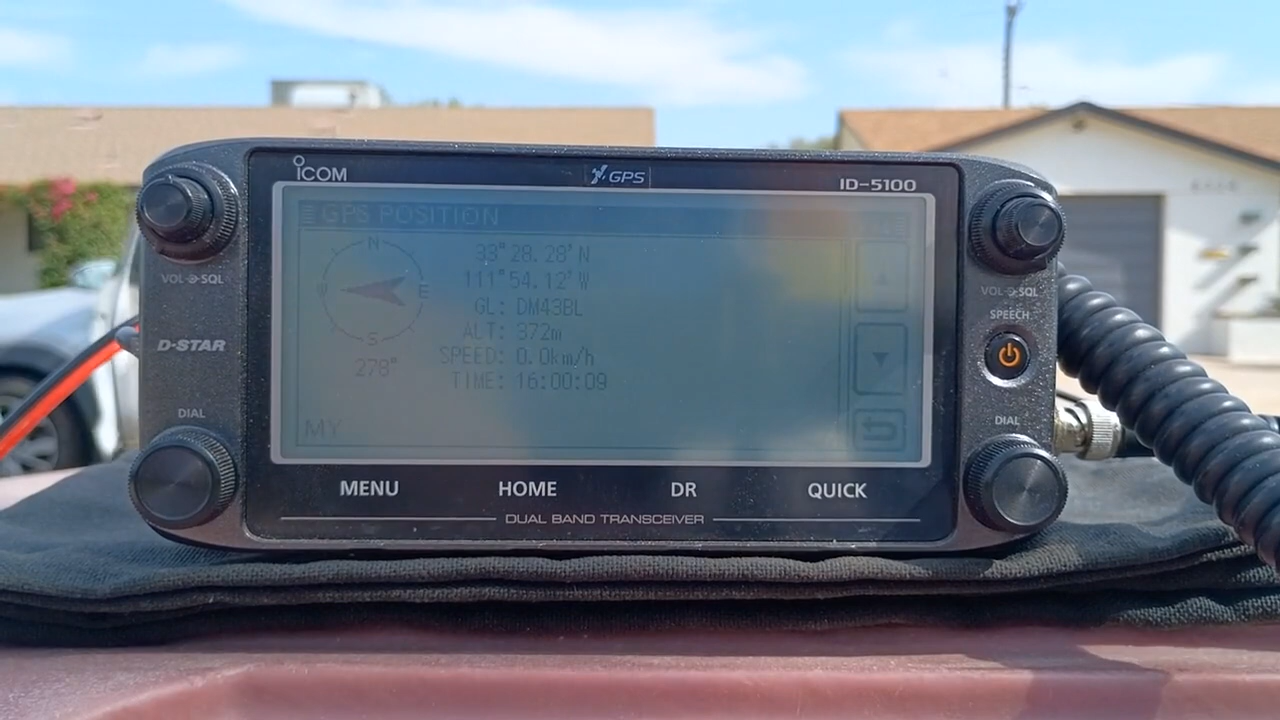 ICOM
GPS
ID-5100
GPS POSITION
N
E
S
278°
33°28.28'N
111°54.12'W
GL: DM43BL
ALT: 372m
SPEED: 0.0km/h
TIME: 16:00:09
MY
VOL SQL
D-STAR
DIAL
VOL SQL
SPEECH
DIAL
MENU HOME DR QUICK
DUAL BAND TRANSCEIVER